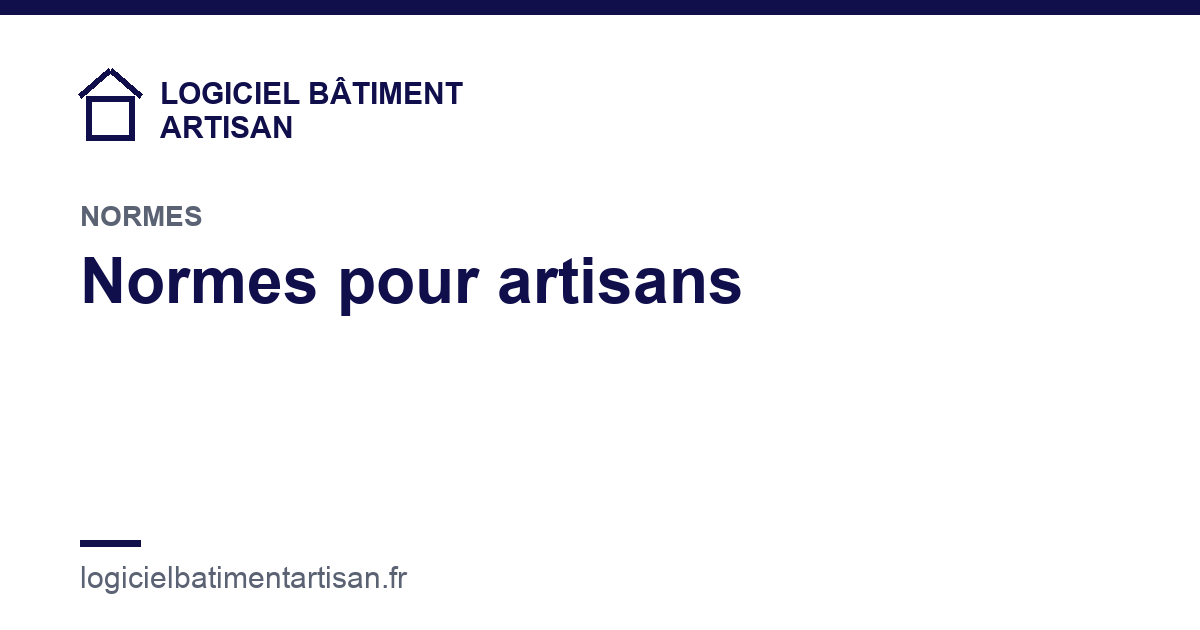 LOGICIEL BÂTIMENT
ARTISAN
NORMES
Normes pour artisans
logicielbatimentartisan.fr